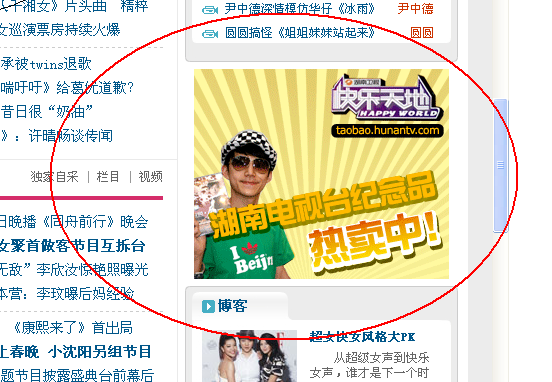 湘女》片头曲 精粹
女巡演票房持续火爆
承被twins退歌
喘吁吁》给葛优道歉?
昔日很“奶油”
》：许晴畅谈传闻
独家自采 | 栏目 | 视频
日晚播《同舟前行》晚会
女聚首做客节目互拆台
无敌”李欣汝惊艳照曝光
本营：李玟曝后妈经验
《康熙来了》首出局
上春晚 小沈阳另组节目
题节目披露盛典台前幕后
尹中德深情模仿华仔《冰雨》 尹中德
圆圆搞怪《姐姐妹妹站起来》 圆圆
湖南卫视
快乐天地
HAPPY WORLD
taobao.hunantv.com
湖南电视台纪念品
热卖中!
I
Beijin
博客
超女快女风格大PK
从超级女声到快乐
女声，谁才是下一个时